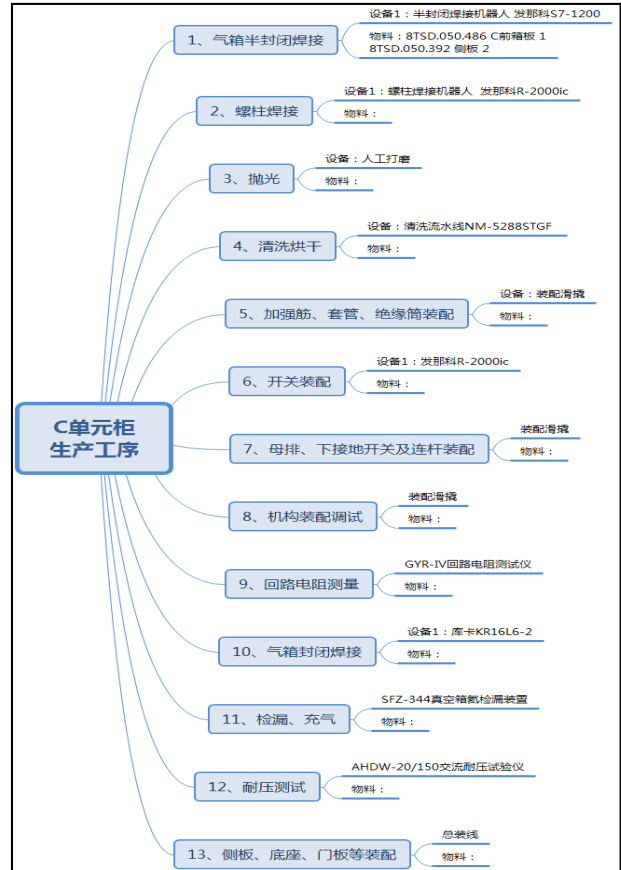 C单元柜
生产工序
1、气箱半封闭焊接
设备1：半封闭焊接机器人 发那科S7-1200
物料：8TSD.050.486 C前箱板 1
8TSD.050.392 侧板 2
2、螺柱焊接
设备1：螺柱焊接机器人 发那科R-2000ic
物料：
3、抛光
设备：人工打磨
物料：
4、清洗烘干
设备：清洗流水线NM-5288STGF
物料：
5、加强筋、套管、绝缘筒装配
设备：装配滑撬
物料：
6、开关装配
设备1：发那科R-2000ic
物料：
7、母排、下接地开关及连杆装配
装配滑撬
物料：
8、机构装配调试
装配滑撬
物料：
9、回路电阻测量
GYR-IV回路电阻测试仪
物料：
10、气箱封闭焊接
设备1：库卡KR16L6-2
物料：
11、检漏、充气
SFZ-344真空箱氦检漏装置
物料：
12、耐压测试
AHDW-20/150交流耐压试验仪
物料：
13、侧板、底座、门板等装配
总装线
物料：